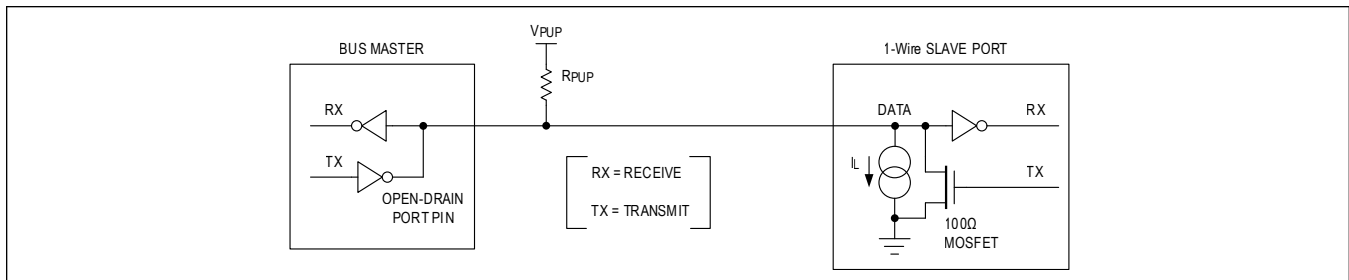 VPUP
BUS MASTER
1-Wire SLAVE PORT
RPUP
RX
DATA
RX
TX
IL
TX
RX = RECEIVE
TX = TRANSMIT
OPEN-DRAIN
PORT PIN
100Ω
MOSFET